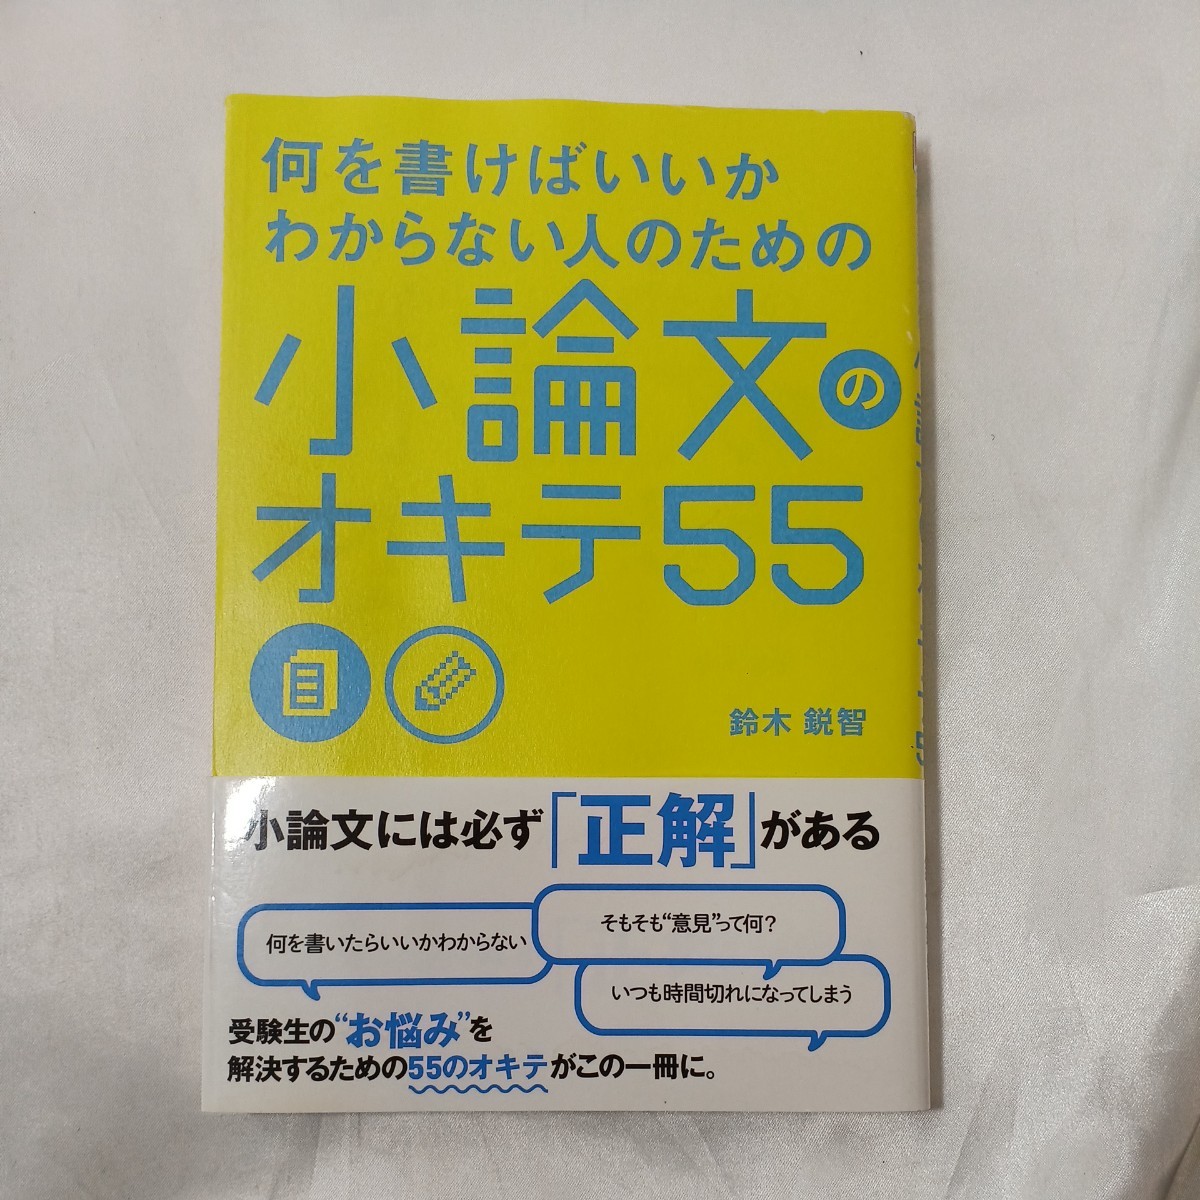 何を書けばいいか
わからない人のための
小論文の
オキテ55
鈴木 鋭智
小論文には必ず「正解」がある
そもそも“意見”って何？
何を書いたらいいかわからない
いつも時間切れになってしまう
受験生の“お悩み”を
解決するための55のオキテがこの一冊に。